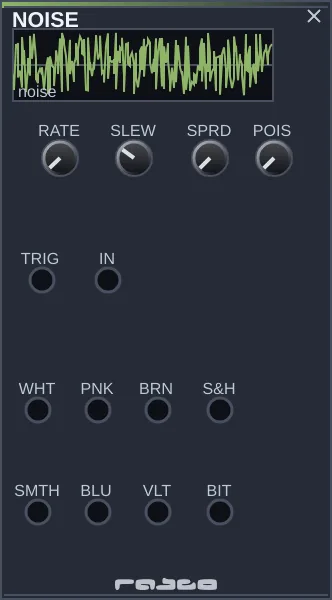 NOISE
noise
RATE SLEW SPRD POIS
TRIG IN
WHT PNK BRN S&H
SMTH BLU VLT BIT